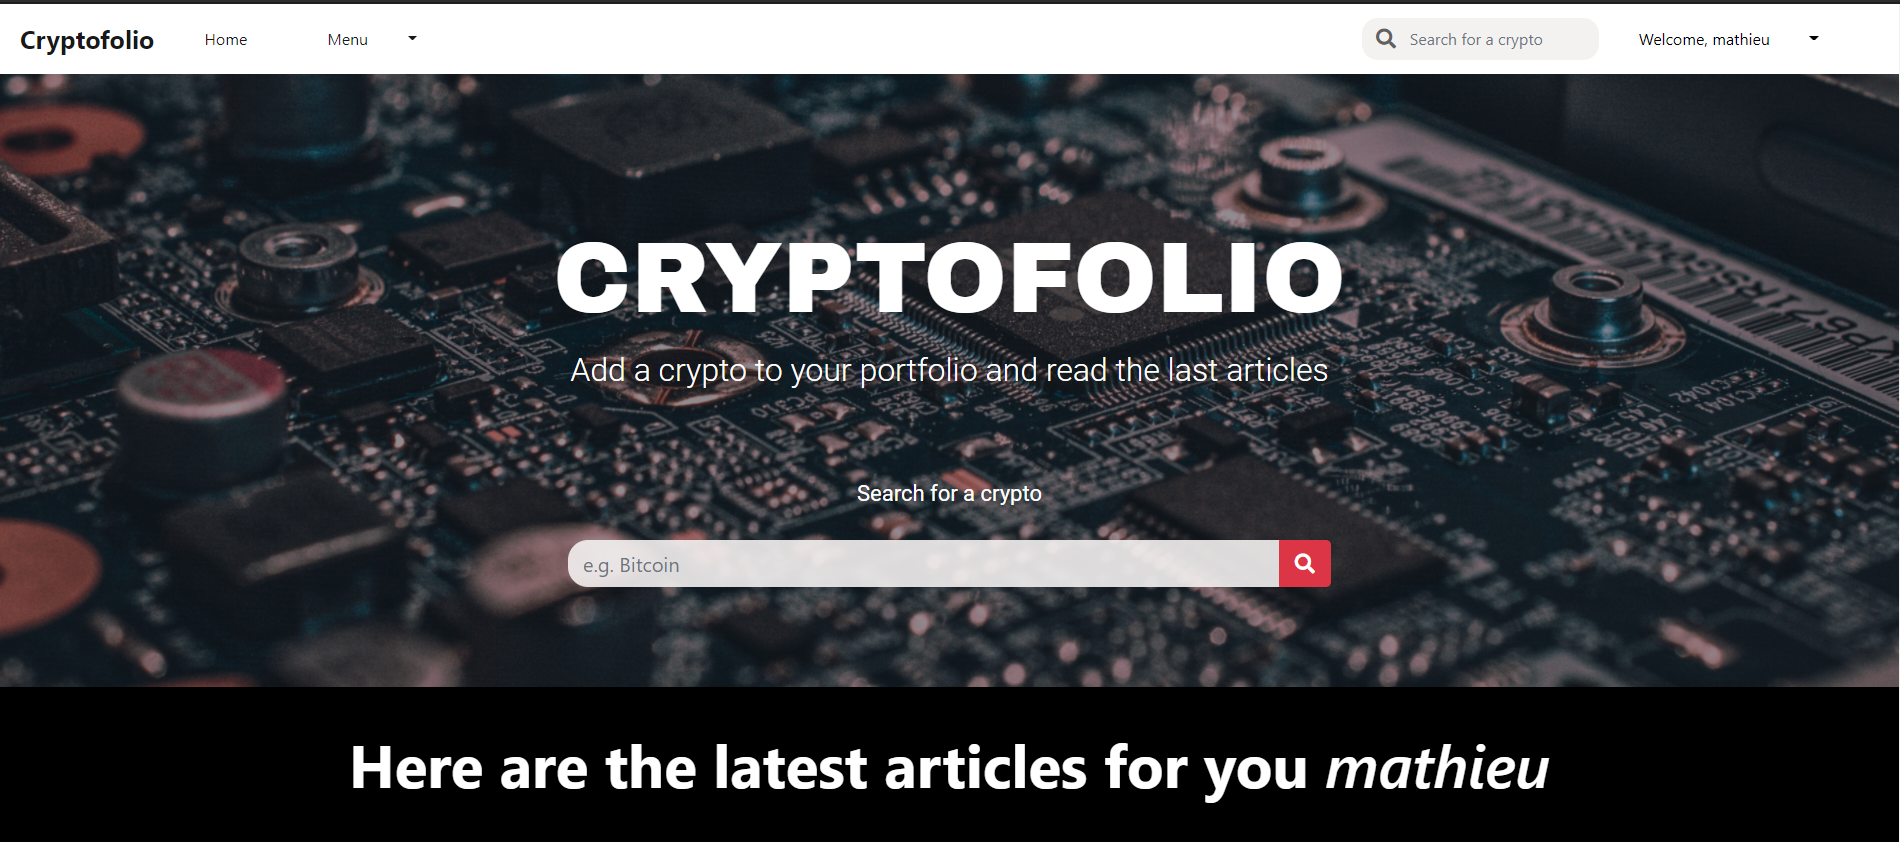 Cryptofolio Home Menu Search for a crypto Welcome, mathieu
CRYPTOFOLIO
Add a crypto to your portfolio and read the last articles
Search for a crypto
e.g. Bitcoin
Here are the latest articles for you mathieu